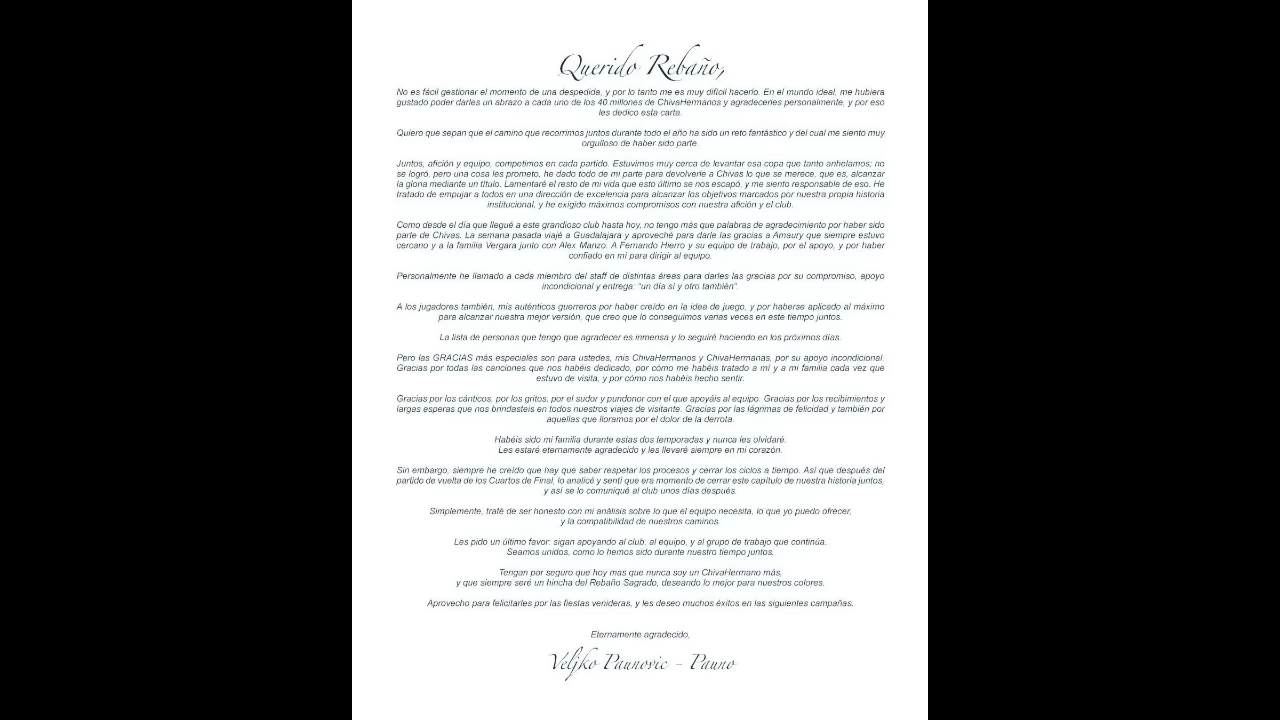 Querido Rebaño,
No es fácil gestionar el momento de una despedida, y por lo tanto me es muy difícil hacerlo. En el mundo ideal, me hubiera
gustado poder darles un abrazo a cada uno de los 40 millones de ChivaHermanos y agradecerles personalmente, y por eso
les dedico esta carta.
Quiero que sepan que el camino que recorrimos juntos durante todo el año ha sido un reto fantástico y del cual me siento muy
orgulloso de haber sido parte.
Juntos, afición y equipo, competimos en cada partido. Estuvimos muy cerca de levantar esa copa que tanto anhelamos; no
se logró, pero una cosa les prometo, he dado todo de mi parte para devolverle a Chivas lo que se merece, que es, alcanzar
la gloria mediante un título. Lamentaré el resto de mi vida que esto último se nos escapó, y me siento responsable de eso. He
tratado de empujar a todos en una dirección de excelencia para alcanzar los objetivos marcados por nuestra propia historia
institucional, y he exigido máximos compromisos con nuestra afición y el club.
Como desde el día que llegué a este grandioso club hasta hoy, no tengo más que palabras de agradecimiento por haber sido
parte de Chivas. La semana pasada viajé a Guadalajara y aproveché para darle las gracias a Amaury que siempre estuvo
cercano y a la familia Vergara junto con Alex Manzo. A Fernando Hierro y su equipo de trabajo, por el apoyo, y por haber
confiado en mí para dirigir al equipo.
Personalmente he llamado a cada miembro del staff de distintas áreas para darles las gracias por su compromiso, apoyo
incondicional y entrega: “un día sí y otro también”.
A los jugadores también, mis auténticos guerreros por haber creído en la idea de juego, y por haberse aplicado al máximo
para alcanzar nuestra mejor versión, que creo que lo conseguimos varias veces en este tiempo juntos.
La lista de personas que tengo que agradecer es inmensa y lo seguiré haciendo en los próximos días.
Pero las GRACIAS más especiales son para ustedes, mis ChivaHermanos y ChivaHermanas, por su apoyo incondicional.
Gracias por todas las canciones que nos habéis dedicado, por cómo me habéis tratado a mí y a mi familia cada vez que
estuvo de visita, y por cómo nos habéis hecho sentir.
Gracias por los cánticos, por los gritos, por el sudor y pundonor con el que apoyáis al equipo. Gracias por los recibimientos y
largas esperas que nos brindasteis en todos nuestros viajes de visitante. Gracias por las lágrimas de felicidad y también por
aquellas que lloramos por el dolor de la derrota.
Habéis sido mi familia durante estas dos temporadas y nunca les olvidaré.
Les estaré eternamente agradecido y les llevaré siempre en mi corazón.
Sin embargo, siempre he creído que hay que saber respetar los procesos y cerrar los ciclos a tiempo. Así que después del
partido de vuelta de los Cuartos de Final, lo analicé y sentí que era momento de cerrar este capítulo de nuestra historia juntos,
y así se lo comuniqué al club unos días después.
Simplemente, traté de ser honesto con mi análisis sobre lo que el equipo necesita, lo que yo puedo ofrecer,
y la compatibilidad de nuestros caminos.
Les pido un último favor: sigan apoyando al club, al equipo, y al grupo de trabajo que continúa.
Seamos unidos, como lo hemos sido durante nuestro tiempo juntos.
Tengan por seguro que hoy mas que nunca soy un ChivaHermano más,
y que siempre seré un hincha del Rebaño Sagrado, deseando lo mejor para nuestros colores.
Aprovecho para felicitarles por las fiestas venideras, y les deseo muchos éxitos en las siguientes campañas.
Eternamente agradecido,
Veljko Paunovic - Pauno